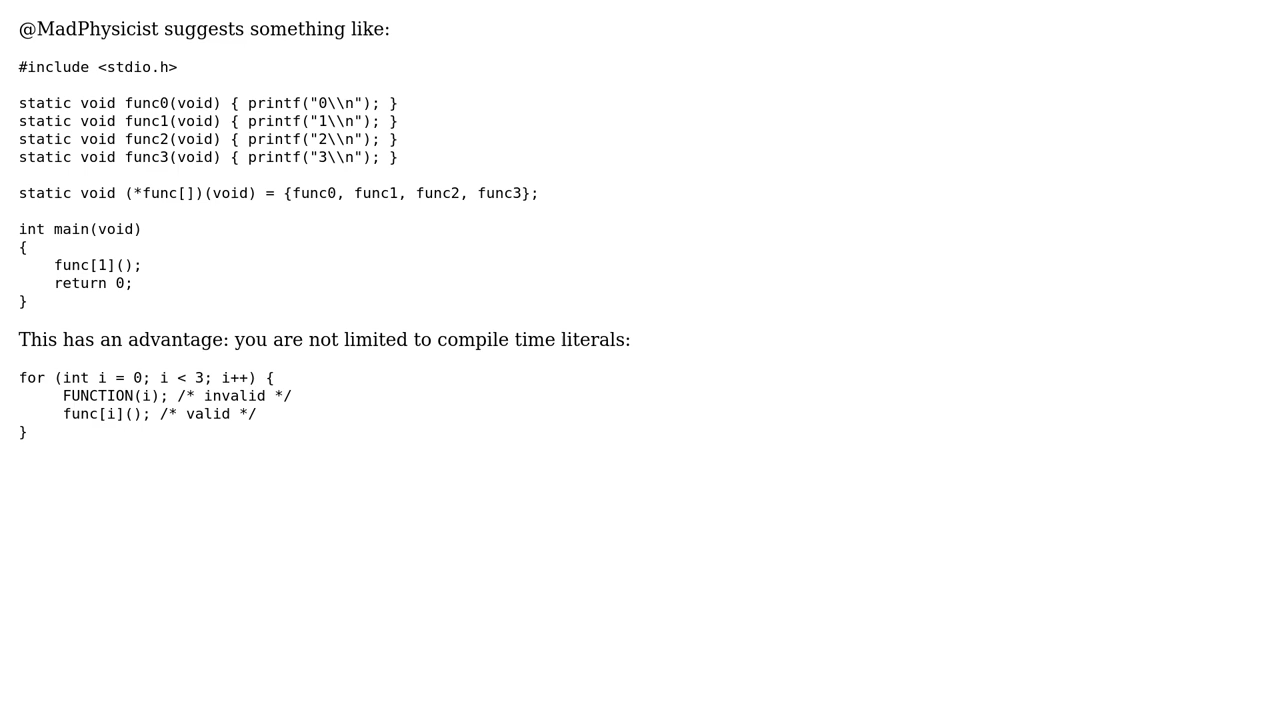 @MadPhysicist suggests something like:
#include <stdio.h>
static void func0(void) { printf("0\\n"); }
static void func1(void) { printf("1\\n"); }
static void func2(void) { printf("2\\n"); }
static void func3(void) { printf("3\\n"); }
static void (*func[])(void) = {func0, func1, func2, func3};
int main(void)
{
    func[1]();
    return 0;
}
This has an advantage: you are not limited to compile time literals:
for (int i = 0; i < 3; i++) {
     FUNCTION(i); /* invalid */
     func[i](); /* valid */
}